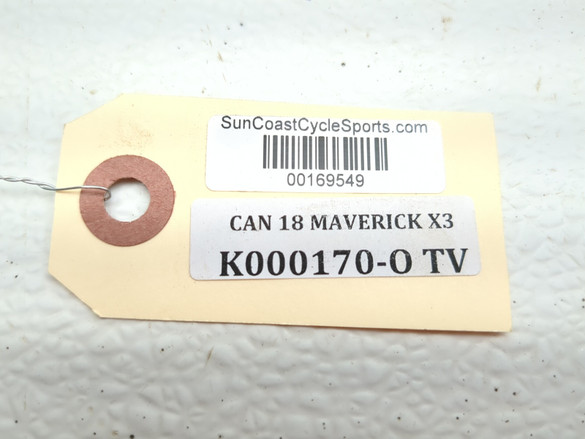 SunCoastCycleSports.com
00169549
CAN 18 MAVERICK X3
K000170-O TV